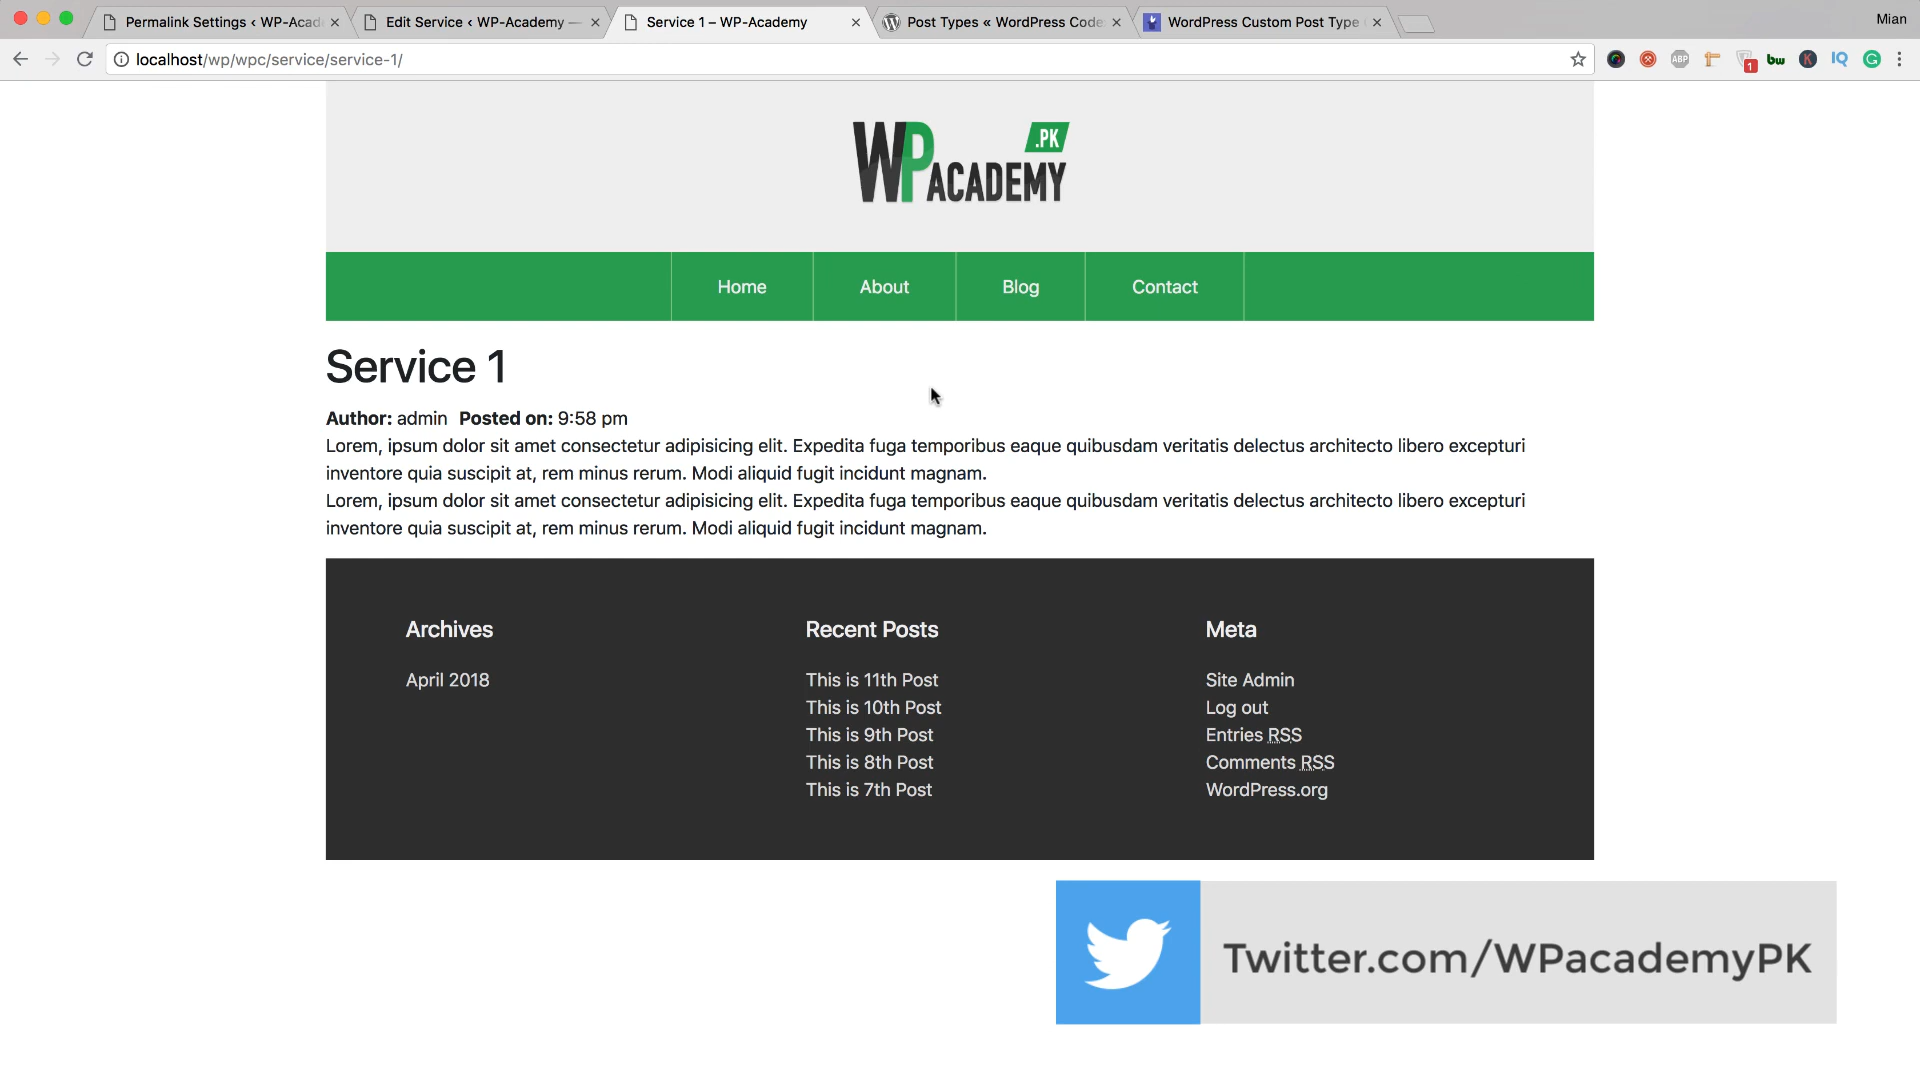 Permalink Settings ‹ WP-Acad
Edit Service ‹ WP-Academy —
Service 1 – WP-Academy
Post Types « WordPress Code
WordPress Custom Post Type
Mian
localhost/wp/wpc/service/service-1/
ABP
1
bw
K
IQ
G
WPACADEMY
.PK
Home
About
Blog
Contact
Service 1
Author: admin Posted on: 9:58 pm
Lorem, ipsum dolor sit amet consectetur adipisicing elit. Expedita fuga temporibus eaque quibusdam veritatis delectus architecto libero excepturi
inventore quia suscipit at, rem minus rerum. Modi aliquid fugit incidunt magnam.
Lorem, ipsum dolor sit amet consectetur adipisicing elit. Expedita fuga temporibus eaque quibusdam veritatis delectus architecto libero excepturi
inventore quia suscipit at, rem minus rerum. Modi aliquid fugit incidunt magnam.
Archives
April 2018
Recent Posts
This is 11th Post
This is 10th Post
This is 9th Post
This is 8th Post
This is 7th Post
Meta
Site Admin
Log out
Entries RSS
Comments RSS
WordPress.org
Twitter.com/WPacademyPK